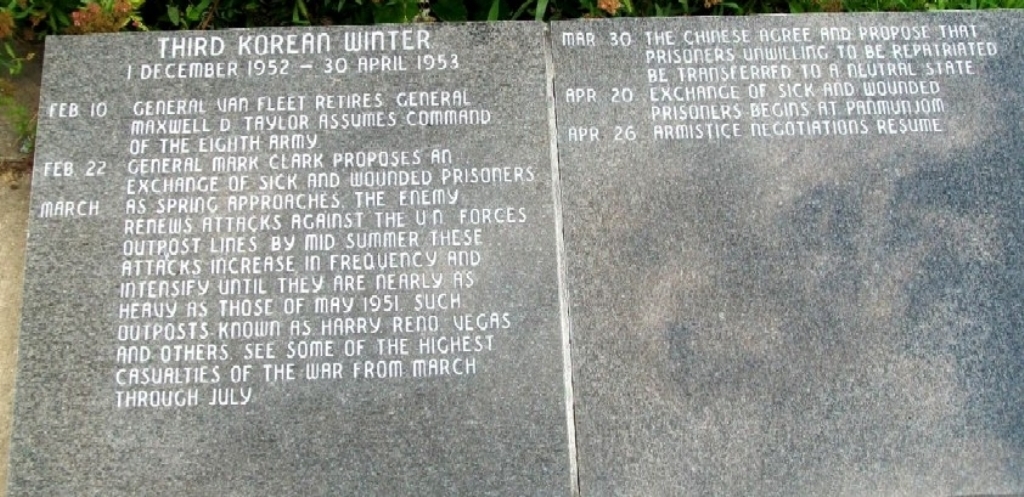 THIRD KOREAN WINTER
1 DECEMBER 1952 – 30 APRIL 1953
FEB 10 GENERAL VAN FLEET RETIRES GENERAL
MAXWELL D. TAYLOR ASSUMES COMMAND
OF THE EIGHTH ARMY
FEB. 22 GENERAL MARK CLARK PROPOSES AN
EXCHANGE OF SICK AND WOUNDED PRISONERS
MARCH AS SPRING APPROACHES, THE ENEMY
RENEWS ATTACKS AGAINST THE U.N. FORCES
OUTPOST LINES. BY MID SUMMER THESE
ATTACKS INCREASE IN FREQUENCY AND
INTENSIFY UNTIL THEY ARE NEARLY AS
HEAVY AS THOSE OF MAY 1951. SUCH
OUTPOSTS, KNOWN AS HARRY, RENO, VEGAS
AND OTHERS, SEE SOME OF THE HIGHEST
CASUALTIES OF THE WAR FROM MARCH
THROUGH JULY
MAR 30 THE CHINESE AGREE AND PROPOSE THAT
PRISONERS UNWILLING TO BE REPATRIATED
BE TRANSFERRED TO A NEUTRAL STATE
APR. 20 EXCHANGE OF SICK AND WOUNDED
PRISONERS BEGINS AT PANMUNJOM
APR. 26 ARMISTICE NEGOTIATIONS RESUME